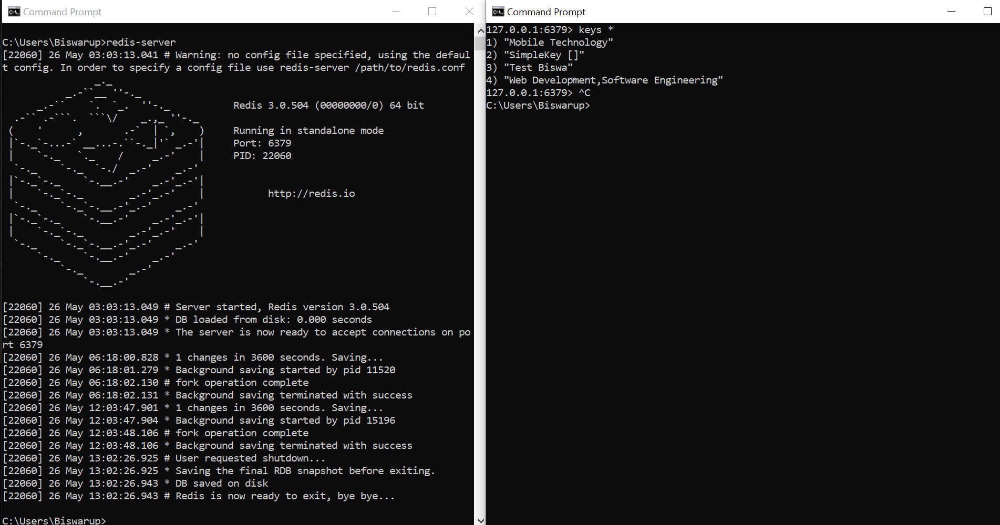 Command Prompt
C:\Users\Biswarup>redis-server
[22060] 26 May 03:03:13.041 # Warning: no config file specified, using the defaul
t config. In order to specify a config file use redis-server /path/to/redis.conf
Redis 3.0.504 (00000000/0) 64 bit
Running in standalone mode
Port: 6379
PID: 22060
http://redis.io
[22060] 26 May 03:03:13.049 # Server started, Redis version 3.0.504
[22060] 26 May 03:03:13.049 * DB loaded from disk: 0.000 seconds
[22060] 26 May 03:03:13.049 * The server is now ready to accept connections on po
rt 6379
[22060] 26 May 06:18:00.828 * 1 changes in 3600 seconds. Saving...
[22060] 26 May 06:18:01.279 * Background saving started by pid 11520
[22060] 26 May 06:18:02.130 # fork operation complete
[22060] 26 May 06:18:02.131 * Background saving terminated with success
[22060] 26 May 12:03:47.901 * 1 changes in 3600 seconds. Saving...
[22060] 26 May 12:03:47.904 * Background saving started by pid 15196
[22060] 26 May 12:03:48.106 # fork operation complete
[22060] 26 May 12:03:48.106 * Background saving terminated with success
[22060] 26 May 13:02:26.925 # User requested shutdown...
[22060] 26 May 13:02:26.925 * Saving the final RDB snapshot before exiting.
[22060] 26 May 13:02:26.943 * DB saved on disk
[22060] 26 May 13:02:26.943 # Redis is now ready to exit, bye bye...
C:\Users\Biswarup>
Command Prompt
127.0.0.1:6379> keys *
1) "Mobile Technology"
2) "SimpleKey []"
3) "Test Biswa"
4) "Web Development,Software Engineering"
127.0.0.1:6379> ^C
C:\Users\Biswarup>